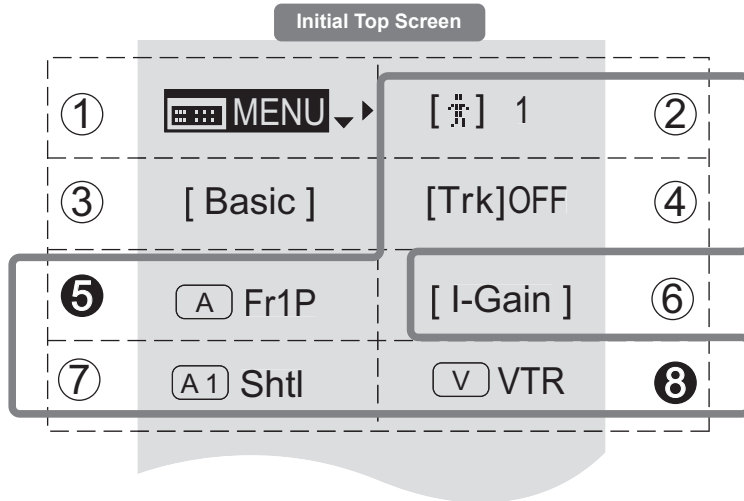 Initial Top Screen
① MENU [ ] 1 ②
③ [ Basic ] [Trk]OFF ④
❺ A Fr1P [ I-Gain ] ⑥
⑦ A 1 Shtl V VTR ❽